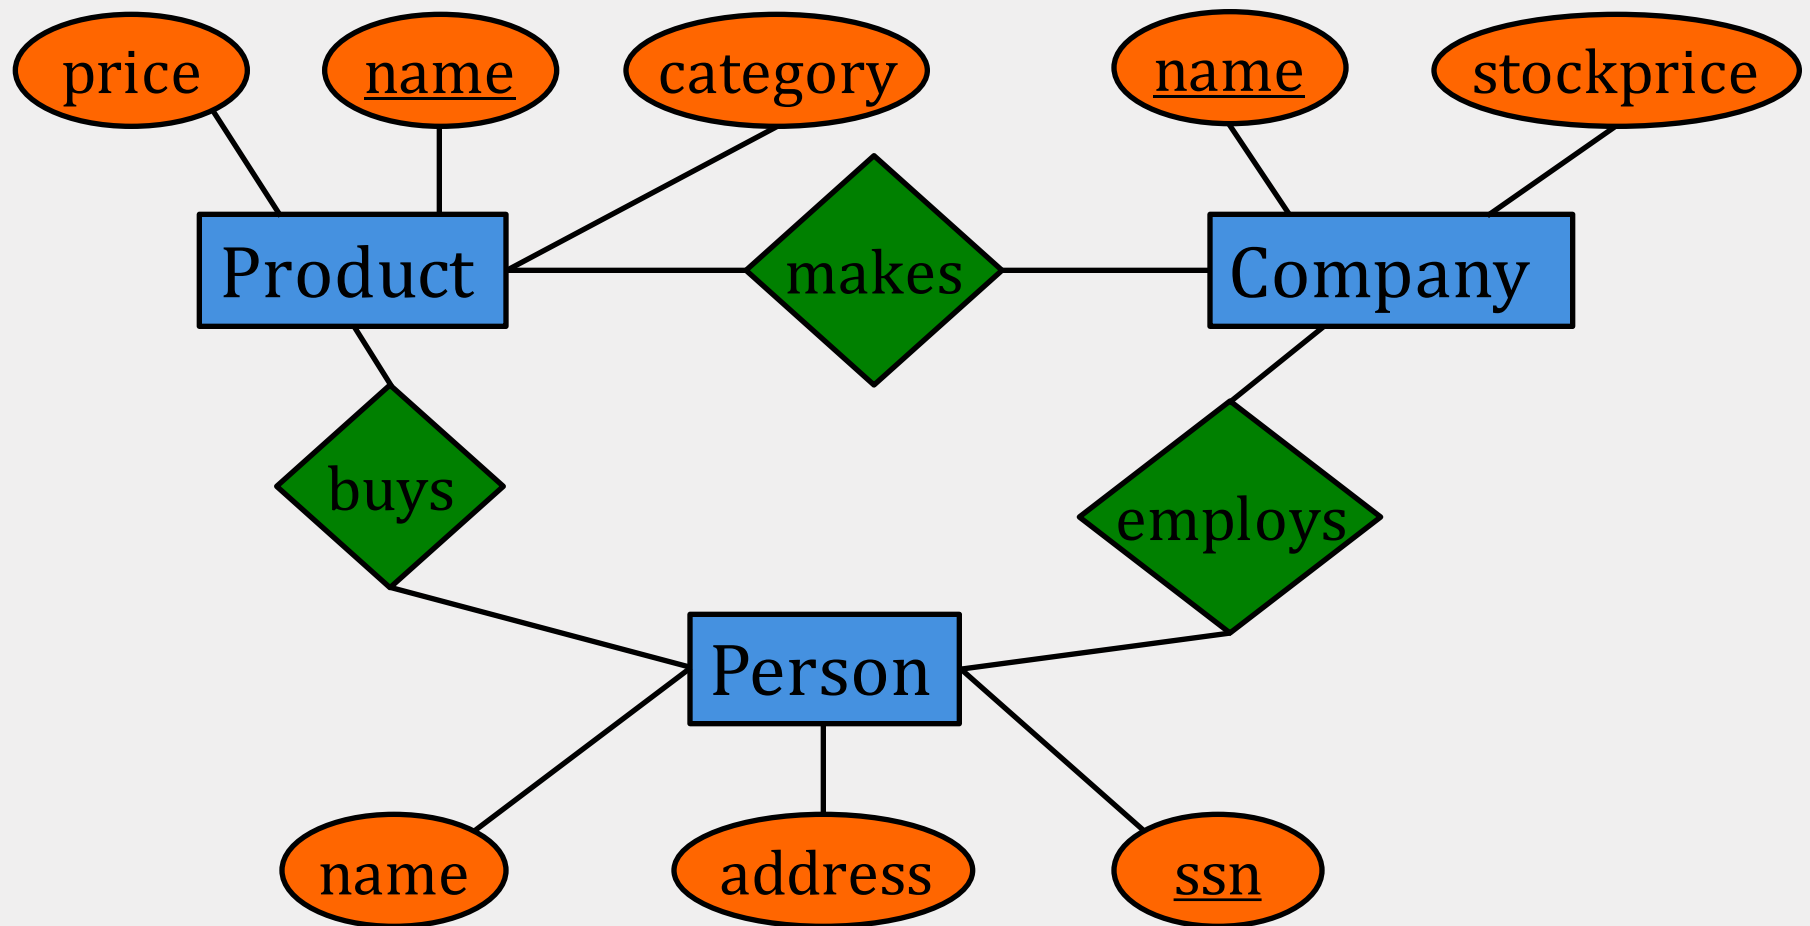 price
name
category
name
stockprice
Product
makes
Company
buys
employs
Person
name
address
ssn